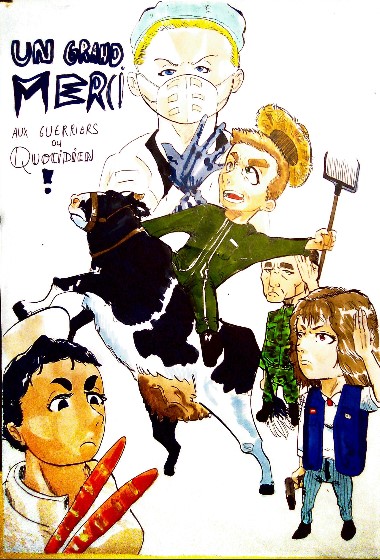 UN GRAND
MERCI
AUX GUERRIERS
DU
QUOTIDIEN
!